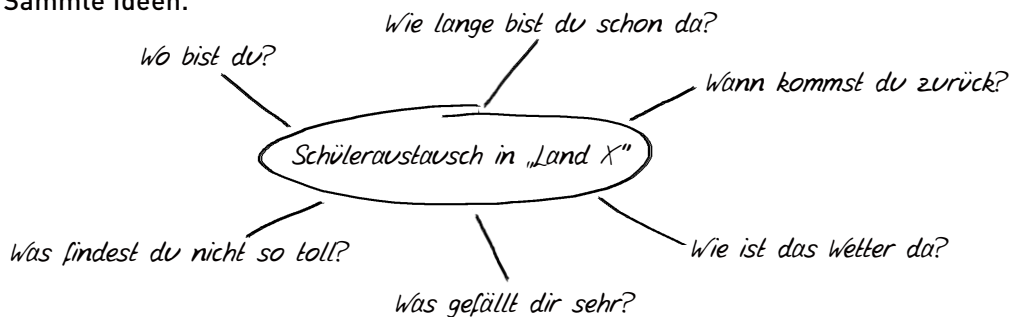 Sammle Ideen.
Wie lange bist du schon da?
Wo bist du?
Wann kommst du zurück?
Schüleraustausch in „Land X"
Was findest du nicht so toll?
Wie ist das Wetter da?
Was gefällt dir sehr?